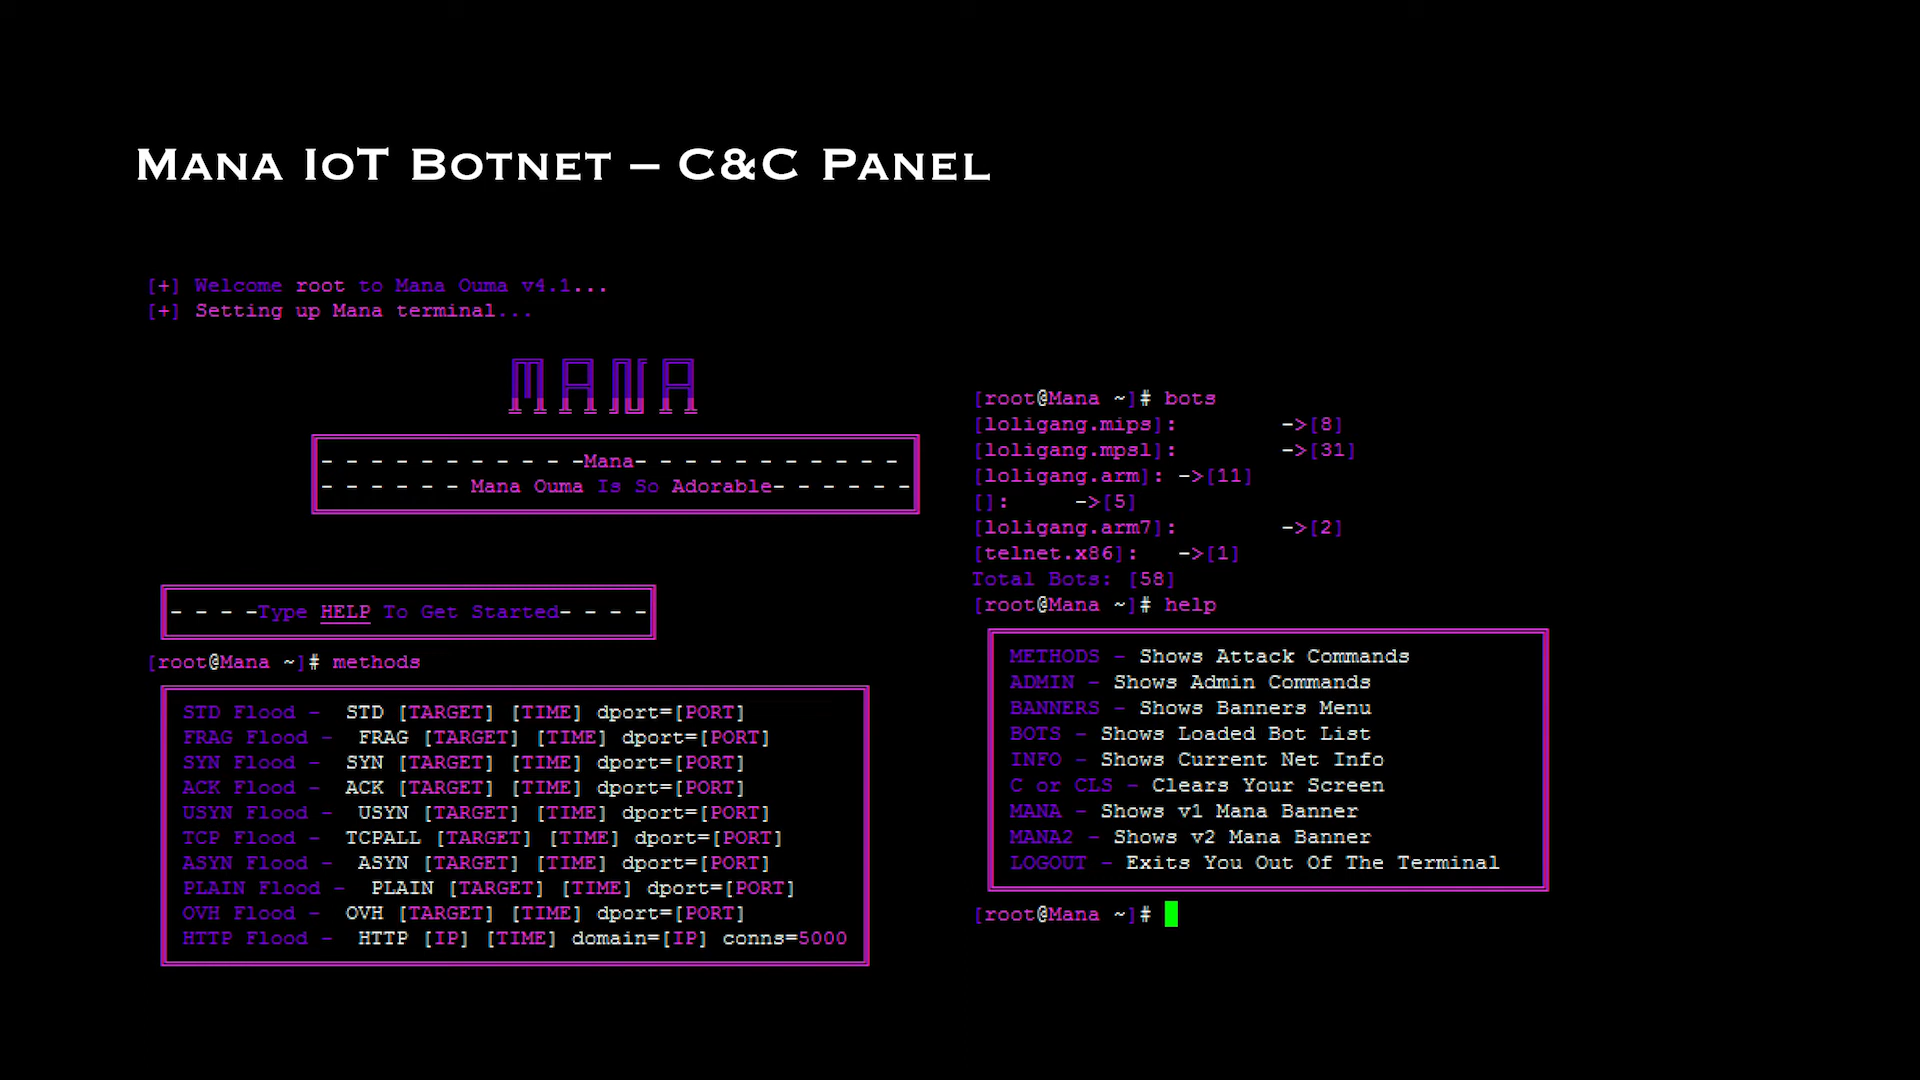 Mana IoT Botnet – C&C Panel
[+] Welcome root to Mana Ouma v4.1...
[+] Setting up Mana terminal...
MANA
- - - - - - - - - - -Mana- - - - - - - - - - -
- - - - - - Mana Ouma Is So Adorable- - - - - -
- - - -Type HELP To Get Started- - - -
[root@Mana ~]# methods
STD Flood - STD [TARGET] [TIME] dport=[PORT]
FRAG Flood - FRAG [TARGET] [TIME] dport=[PORT]
SYN Flood - SYN [TARGET] [TIME] dport=[PORT]
ACK Flood - ACK [TARGET] [TIME] dport=[PORT]
USYN Flood - USYN [TARGET] [TIME] dport=[PORT]
TCP Flood - TCPALL [TARGET] [TIME] dport=[PORT]
ASYN Flood - ASYN [TARGET] [TIME] dport=[PORT]
PLAIN Flood - PLAIN [TARGET] [TIME] dport=[PORT]
OVH Flood - OVH [TARGET] [TIME] dport=[PORT]
HTTP Flood - HTTP [IP] [TIME] domain=[IP] conns=5000
[root@Mana ~]# bots
[loligang.mips]: ->[8]
[loligang.mpsl]: ->[31]
[loligang.arm]: ->[11]
[]: ->[5]
[loligang.arm7]: ->[2]
[telnet.x86]: ->[1]
Total Bots: [58]
[root@Mana ~]# help
METHODS - Shows Attack Commands
ADMIN - Shows Admin Commands
BANNERS - Shows Banners Menu
BOTS - Shows Loaded Bot List
INFO - Shows Current Net Info
C or CLS - Clears Your Screen
MANA - Shows v1 Mana Banner
MANA2 - Shows v2 Mana Banner
LOGOUT - Exits You Out Of The Terminal
[root@Mana ~]#